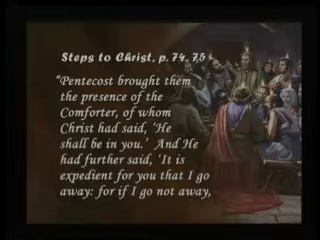 Steps to Christ, p. 74, 75
“Pentecost brought them
the presence of the
Comforter, of whom
Christ had said, ‘He
shall be in you.’ And He
had further said, ‘It is
expedient for you that I go
away: for if I go not away,